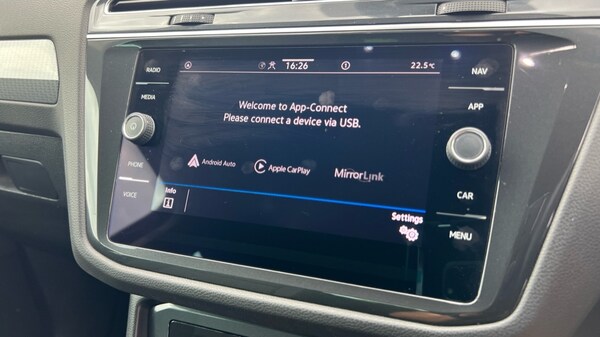 RADIO
16:26
22.5°C
NAV
MEDIA
APP
Welcome to App-Connect
Please connect a device via USB.
PHONE
Android Auto
Apple CarPlay
MirrorLink
VOICE
Info
CAR
Settings
MENU